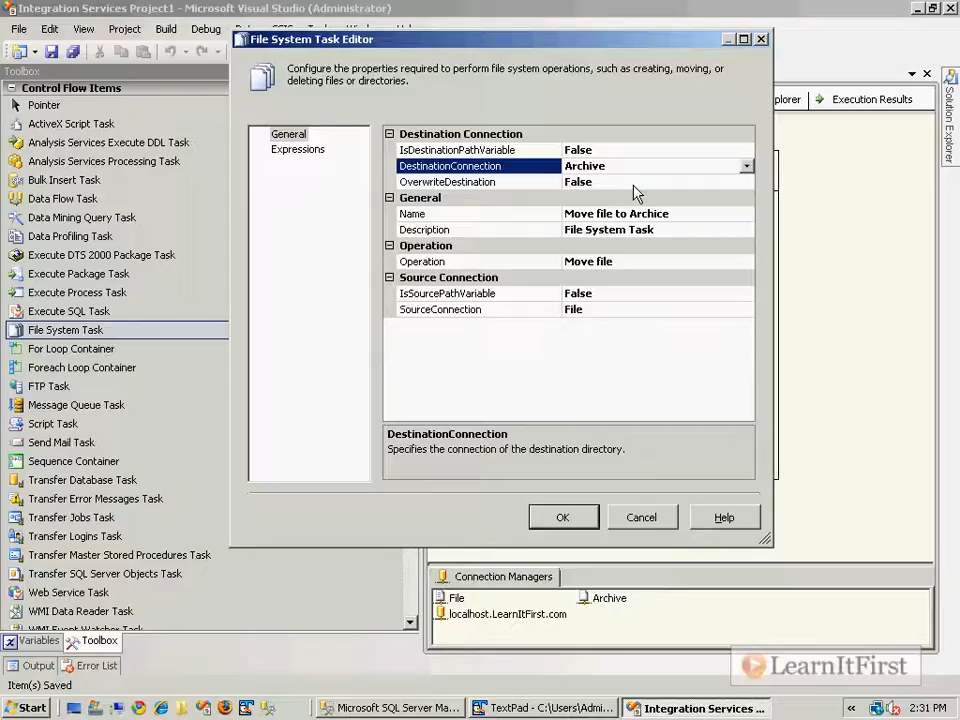 Integration Services Project1 - Microsoft Visual Studio (Administrator)
File Edit View Project Build Debug
Toolbox
Control Flow Items
Pointer
ActiveX Script Task
Analysis Services Execute DDL Task
Analysis Services Processing Task
Bulk Insert Task
Data Flow Task
Data Mining Query Task
Data Profiling Task
Execute DTS 2000 Package Task
Execute Package Task
Execute Process Task
Execute SQL Task
File System Task
For Loop Container
Foreach Loop Container
FTP Task
Message Queue Task
Script Task
Send Mail Task
Sequence Container
Transfer Database Task
Transfer Error Messages Task
Transfer Jobs Task
Transfer Logins Task
Transfer Master Stored Procedures Task
Transfer SQL Server Objects Task
Web Service Task
WMI Data Reader Task
WMI Event Watcher Task
Variables Toolbox
Output Error List
Item(s) Saved
File System Task Editor
Configure the properties required to perform file system operations, such as creating, moving, or
deleting files or directories.
General
Expressions
Destination Connection
IsDestinationPathVariable False
DestinationConnection Archive
OverwriteDestination False
General
Name Move file to Archice
Description File System Task
Operation
Operation Move file
Source Connection
IsSourcePathVariable False
SourceConnection File
DestinationConnection
Specifies the connection of the destination directory.
OK Cancel Help
plorer Execution Results
Solution Explorer
Connection Managers
File Archive
localhost.LearnItFirst.com
LearnItFirst
Start Microsoft SQL Server Ma... TextPad - C:\Users\Admi... Integration Services ... « 2:31 PM